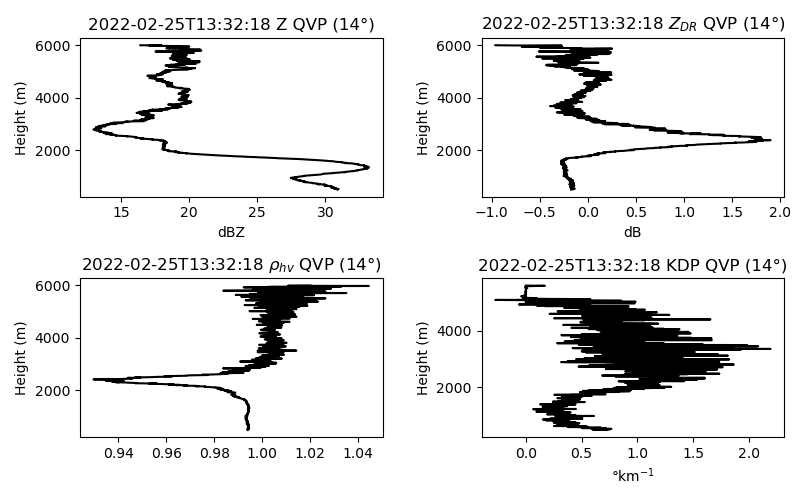 2022-02-25T13:32:18 Z QVP (14°)
6000
4000
2000
Height (m)
15 20 25 30
dBZ
2022-02-25T13:32:18 Z_DR QVP (14°)
6000
4000
2000
Height (m)
−1.0 −0.5 0.0 0.5 1.0 1.5 2.0
dB
2022-02-25T13:32:18 ρ_hv QVP (14°)
6000
4000
2000
Height (m)
0.94 0.96 0.98 1.00 1.02 1.04
2022-02-25T13:32:18 KDP QVP (14°)
4000
2000
Height (m)
0.0 0.5 1.0 1.5 2.0
°km⁻¹